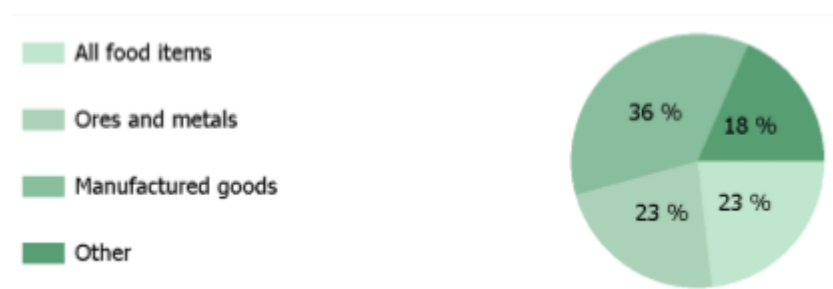 All food items
Ores and metals
Manufactured goods
Other
36 %
18 %
23 %
23 %